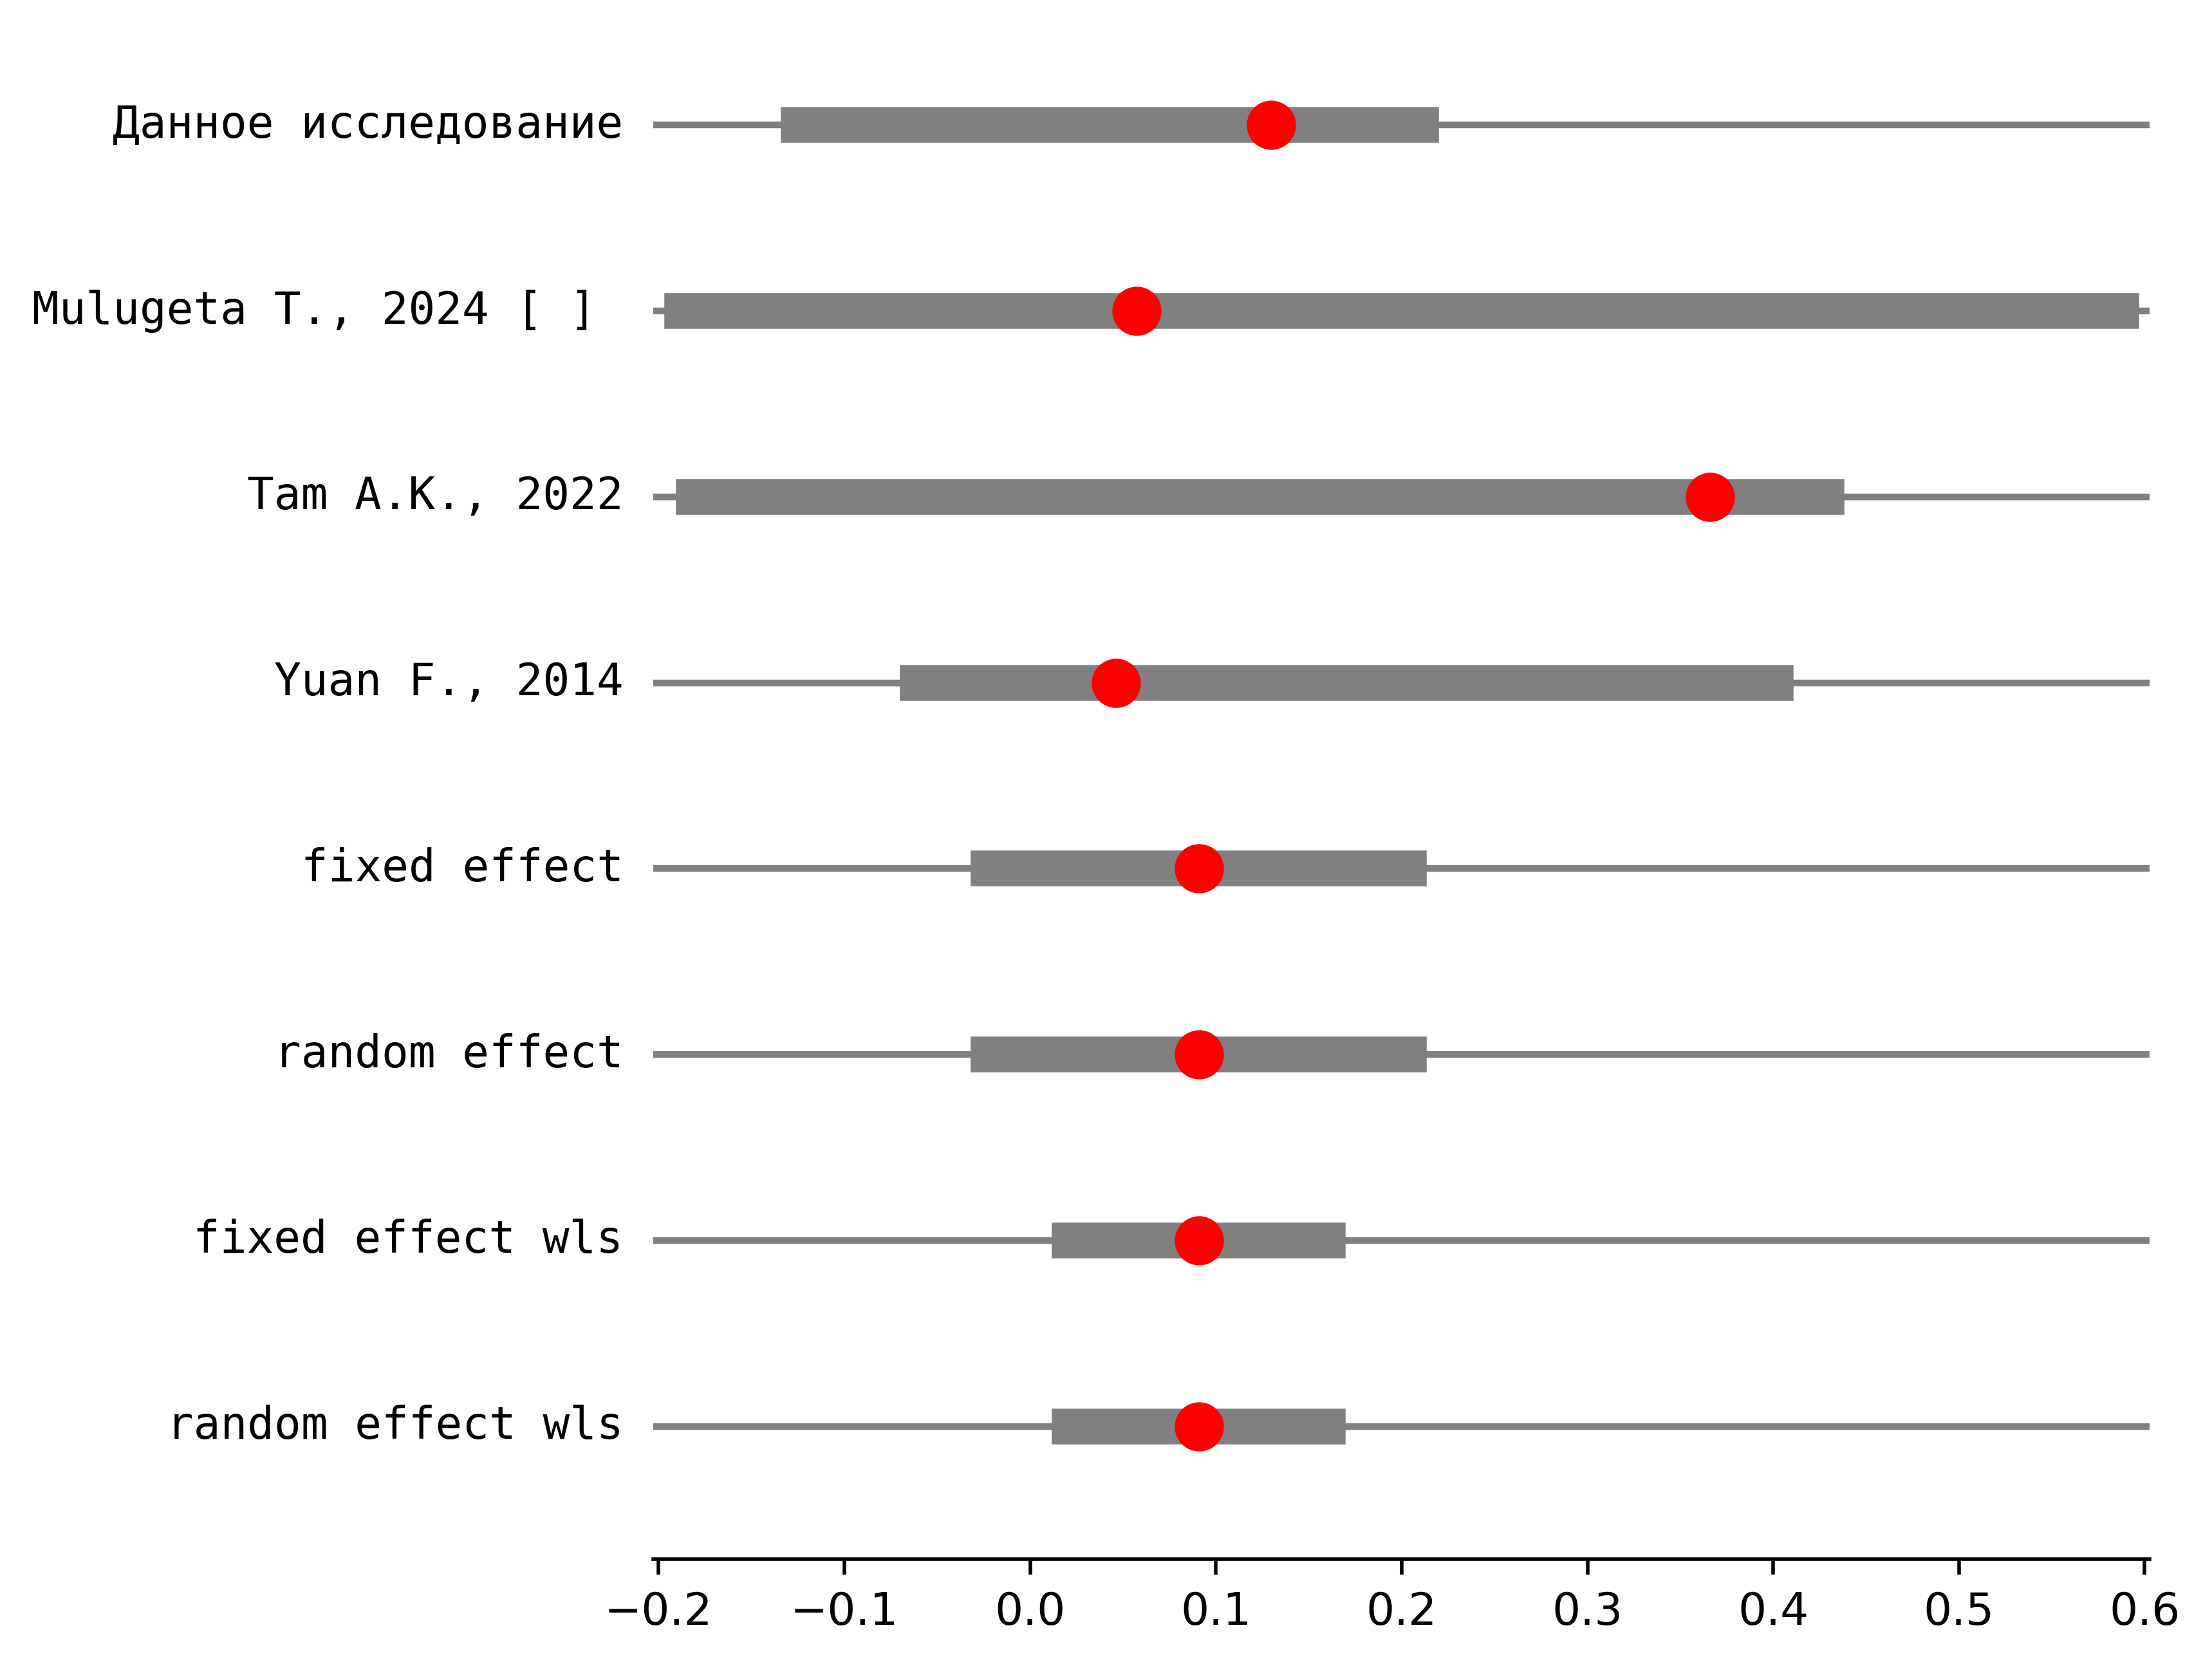 Данное исследование
Mulugeta T., 2024 [ ]
Tam A.K., 2022
Yuan F., 2014
fixed effect
random effect
fixed effect wls
random effect wls
−0.2 −0.1 0.0 0.1 0.2 0.3 0.4 0.5 0.6